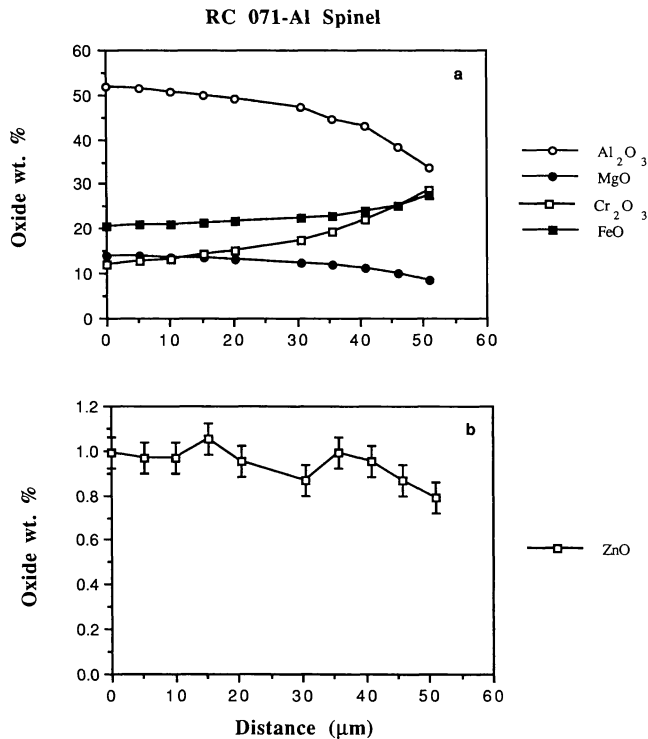 RC 071-Al Spinel
60
50
40
30
20
10
0
Oxide wt. %
a
0 10 20 30 40 50 60
Al2O3
MgO
Cr2O3
FeO
1.2
1.0
0.8
0.6
0.4
0.2
0.0
Oxide wt. %
b
0 10 20 30 40 50 60
ZnO
Distance (μm)